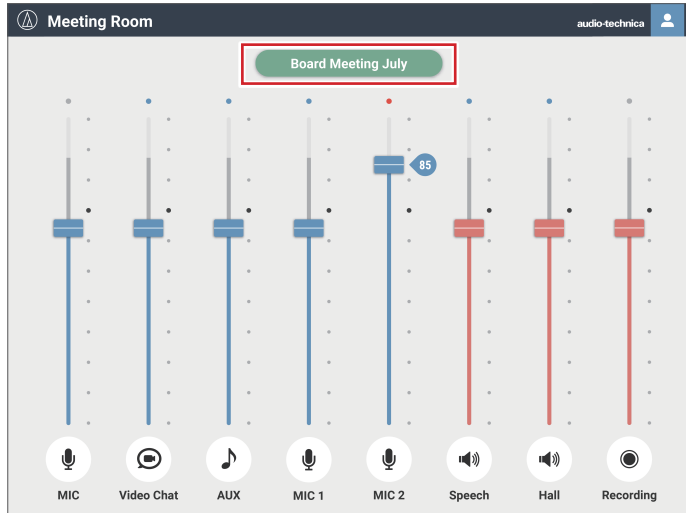 Meeting Room
audio-technica
Board Meeting July
85
MIC
Video Chat
AUX
MIC 1
MIC 2
Speech
Hall
Recording